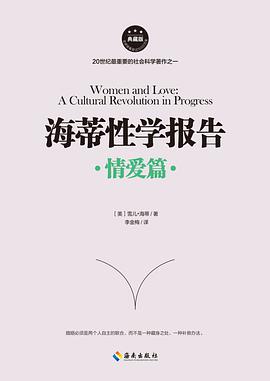 典藏版
20世纪最重要的社会科学著作之一
Women and Love:
A Cultural Revolution in Progress
海蒂性学报告
·情爱篇·
[美]雪儿·海蒂 / 著
李金梅 / 译
婚姻必须是两个人自主的联合，而不是一种藏身之处，一种补救办法。
海南出版社